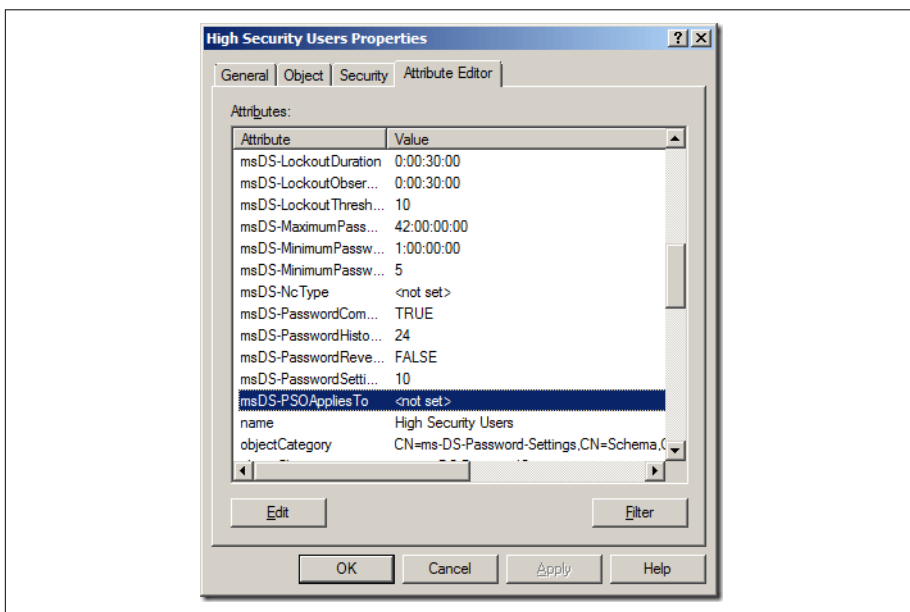 High Security Users Properties
General Object Security Attribute Editor
Attributes:
Attribute Value
msDS-LockoutDuration 0:00:30:00
msDS-LockoutObser... 0:00:30:00
msDS-LockoutThresh... 10
msDS-MaximumPass... 42:00:00:00
msDS-MinimumPassw... 1:00:00:00
msDS-MinimumPassw... 5
msDS-NcType <not set>
msDS-PasswordCom... TRUE
msDS-PasswordHisto... 24
msDS-PasswordReve... FALSE
msDS-PasswordSetti... 10
msDS-PSOAppliesTo <not set>
name High Security Users
objectCategory CN=ms-DS-Password-Settings,CN=Schema,
Edit Filter
OK Cancel Apply Help